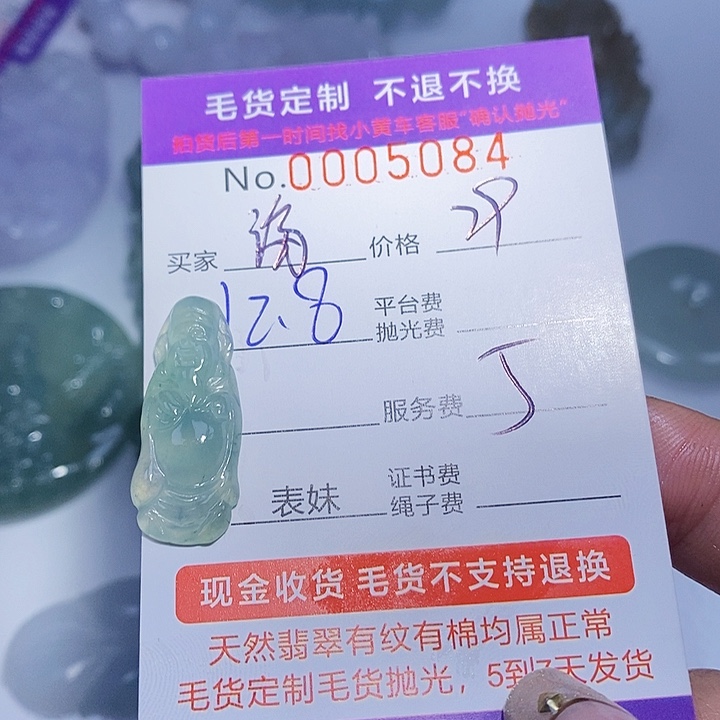 毛货定制 不退不换
拍货后第一时间找小黄车客服"确认抛光"
No.0005084
买家 价格
12.8 平台费
抛光费
服务费
证书费
表妹 绳子费
现金收货 毛货不支持退换
天然翡翠有纹有棉均属正常
毛货定制毛货抛光，5到7天发货